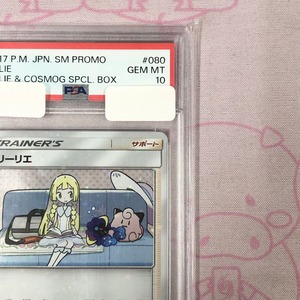 17 P.M. JPN. SM PROMO #080
LIE GEM MT
LIE & COSMOG SPCL. BOX 10
PSA
TRAINER'S サポート
リーリエ